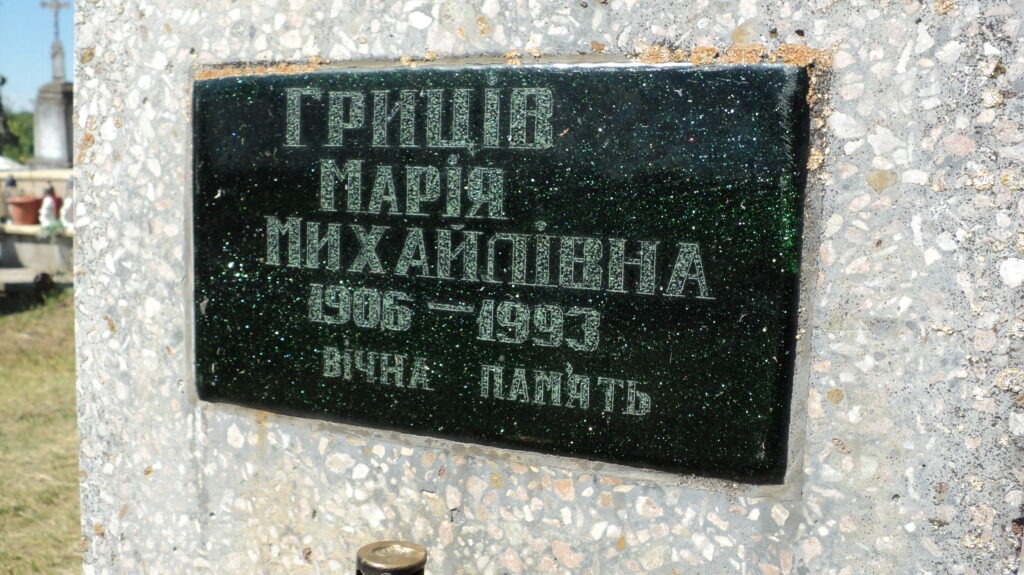 Гриців
Марія
Михайлівна
1906 — 1993
вічна пам'ять